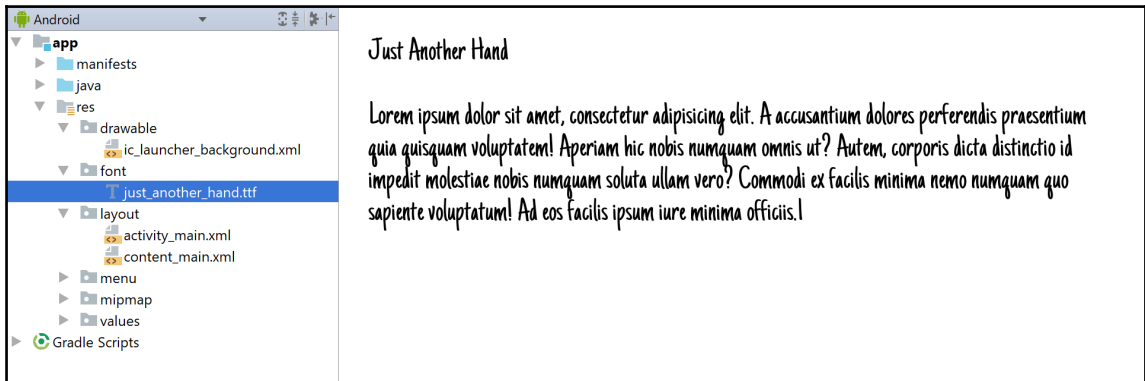 Android
app
manifests
java
res
drawable
ic_launcher_background.xml
font
just_another_hand.ttf
layout
activity_main.xml
content_main.xml
menu
mipmap
values
Gradle Scripts
Just Another Hand
Lorem ipsum dolor sit amet, consectetur adipisicing elit. A accusantium dolores perferendis praesentium
quia quisquam voluptatem! Aperiam hic nobis numquam omnis ut? Autem, corporis dicta distinctio id
impedit molestiae nobis numquam soluta ullam vero? Commodi ex facilis minima nemo numquam quo
sapiente voluptatum! Ad eos facilis ipsum iure minima officiis.